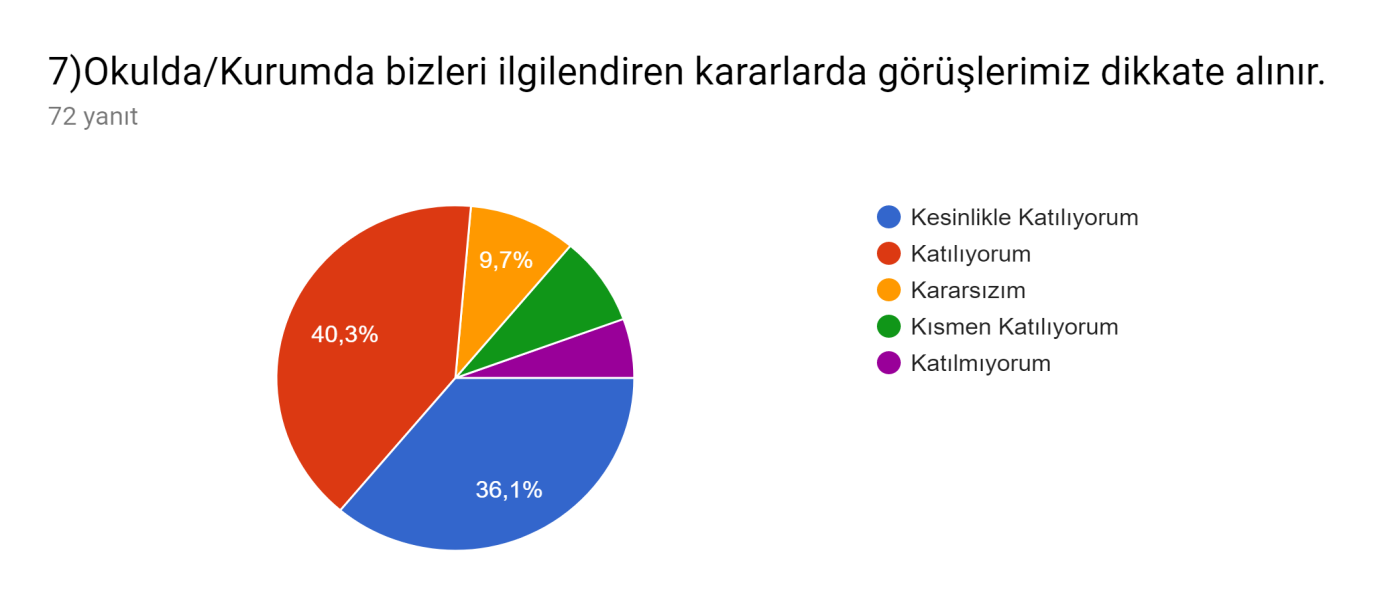 7)Okulda/Kurumda bizleri ilgilendiren kararlarda görüşlerimiz dikkate alınır.
72 yanıt
9,7%
40,3%
36,1%
Kesinlikle Katılıyorum
Katılıyorum
Kararsızım
Kısmen Katılıyorum
Katılmıyorum